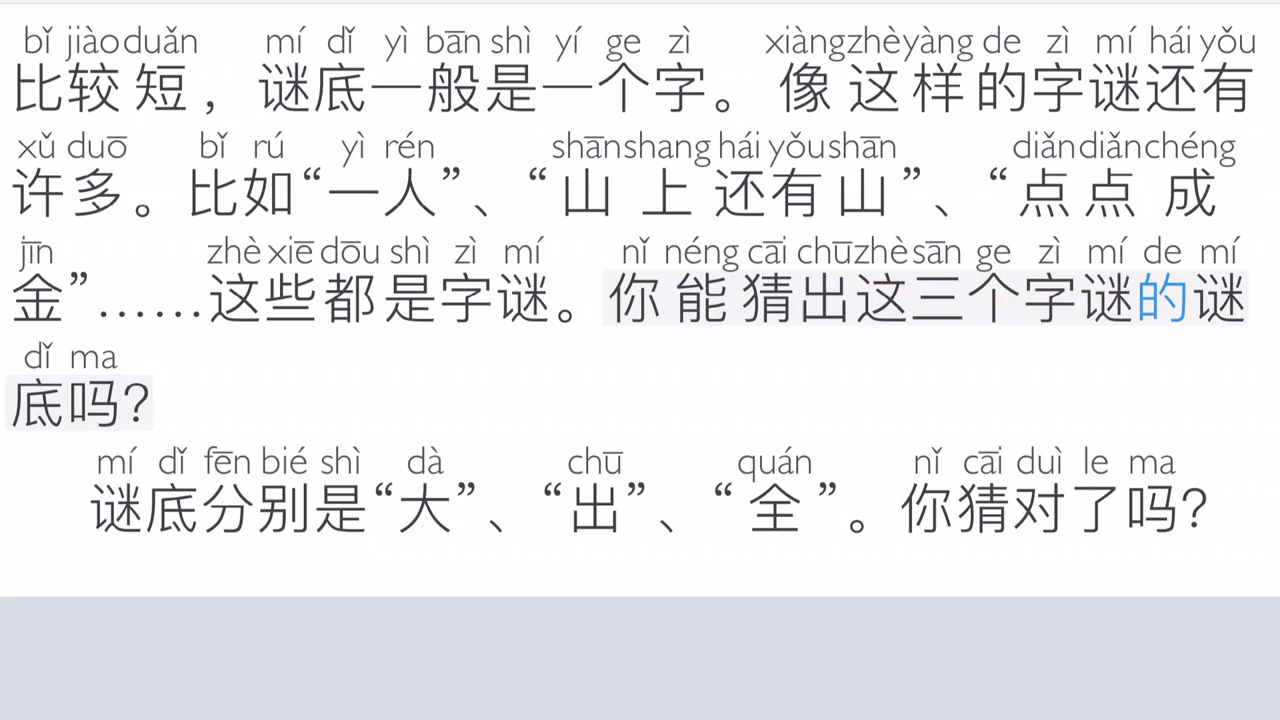 bǐ jiào duǎn mí dǐ yì bān shì yí ge zì xiàng zhè yàng de zì mí hái yǒu
比较短，谜底一般是一个字。像这样的字谜还有
xǔ duō bǐ rú yì rén shān shang hái yǒu shān diǎn diǎn chéng
许多。比如“一人”、“山上还有山”、“点点成
jīn zhè xiē dōu shì zì mí nǐ néng cāi chū zhè sān ge zì mí de mí
金”……这些都是字谜。你能猜出这三个字谜的谜
dǐ ma
底吗？
mí dǐ fēn bié shì dà chū quán nǐ cāi duì le ma
谜底分别是“大”、“出”、“全”。你猜对了吗？